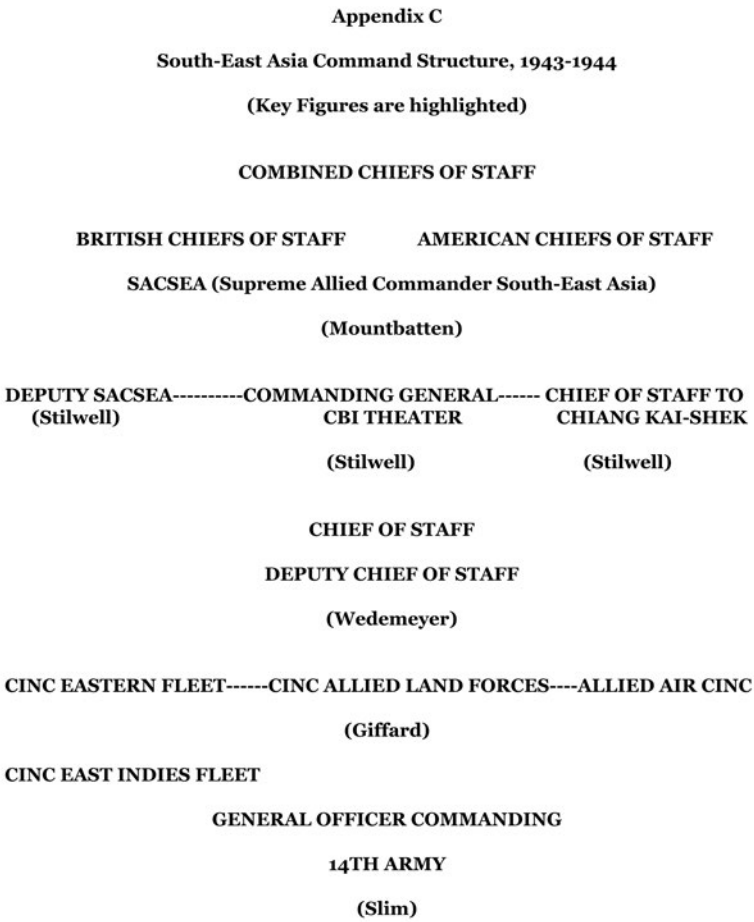 Appendix C
South-East Asia Command Structure, 1943-1944
(Key Figures are highlighted)
COMBINED CHIEFS OF STAFF
BRITISH CHIEFS OF STAFF AMERICAN CHIEFS OF STAFF
SACSEA (Supreme Allied Commander South-East Asia)
(Mountbatten)
DEPUTY SACSEA----------COMMANDING GENERAL------ CHIEF OF STAFF TO
(Stilwell) CBI THEATER CHIANG KAI-SHEK
(Stilwell) (Stilwell)
CHIEF OF STAFF
DEPUTY CHIEF OF STAFF
(Wedemeyer)
CINC EASTERN FLEET------CINC ALLIED LAND FORCES----ALLIED AIR CINC
(Giffard)
CINC EAST INDIES FLEET
GENERAL OFFICER COMMANDING
14TH ARMY
(Slim)